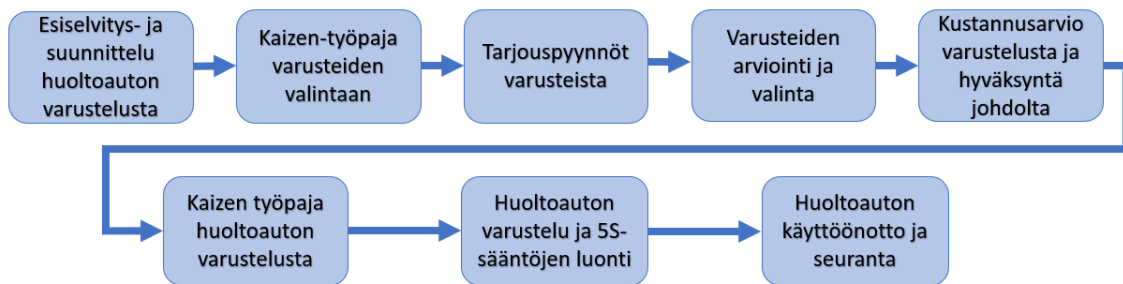 Esiselvitys- ja
suunnittelu
huoltoauton
varustelusta
Kaizen-työpaja
varusteiden
valintaan
Tarjouspyynnöt
varusteista
Varusteiden
arviointi ja
valinta
Kustannusarvio
varustelusta ja
hyväksyntä
johdolta
Kaizen työpaja
huoltoauton
varustelusta
Huoltoauton
varustelu ja 5S-
sääntöjen luonti
Huoltoauton
käyttöönotto ja
seuranta